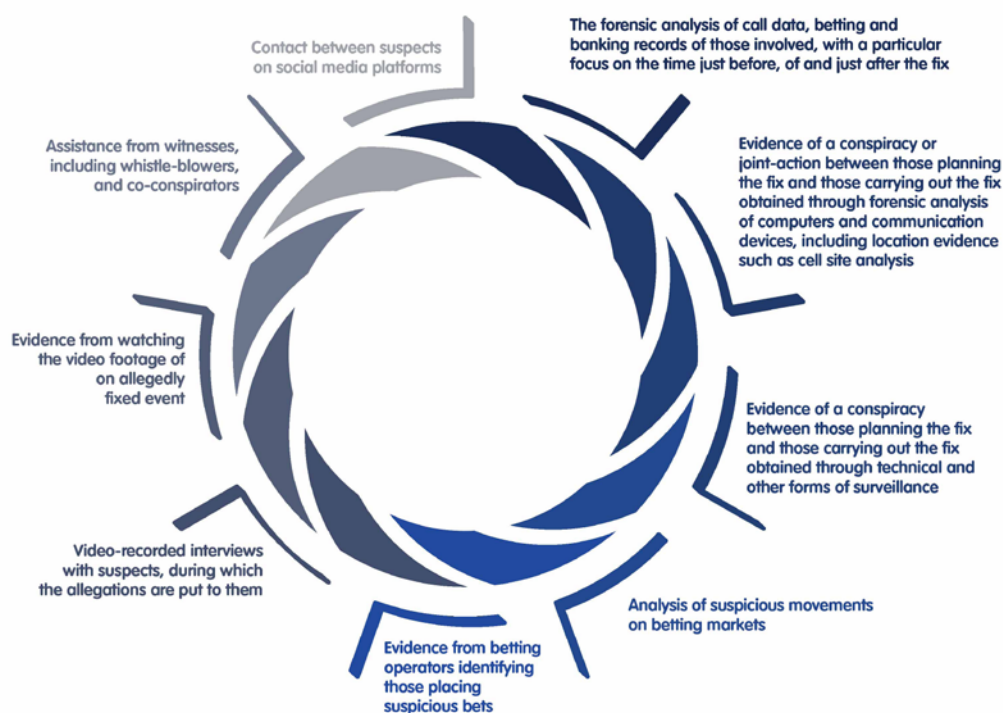 The forensic analysis of call data, betting and
banking records of those involved, with a particular
focus on the time just before, of and just after the fix
Evidence of a conspiracy or
joint-action between those planning
the fix and those carrying out the fix
obtained through forensic analysis
of computers and communication
devices, including location evidence
such as cell site analysis
Evidence of a conspiracy
between those planning the fix
and those carrying out the fix
obtained through technical and
other forms of surveillance
Analysis of suspicious movements
on betting markets
Evidence from betting
operators identifying
those placing
suspicious bets
Video-recorded interviews
with suspects, during which
the allegations are put to them
Evidence from watching
the video footage of
on allegedly
fixed event
Assistance from witnesses,
including whistle-blowers,
and co-conspirators
Contact between suspects
on social media platforms